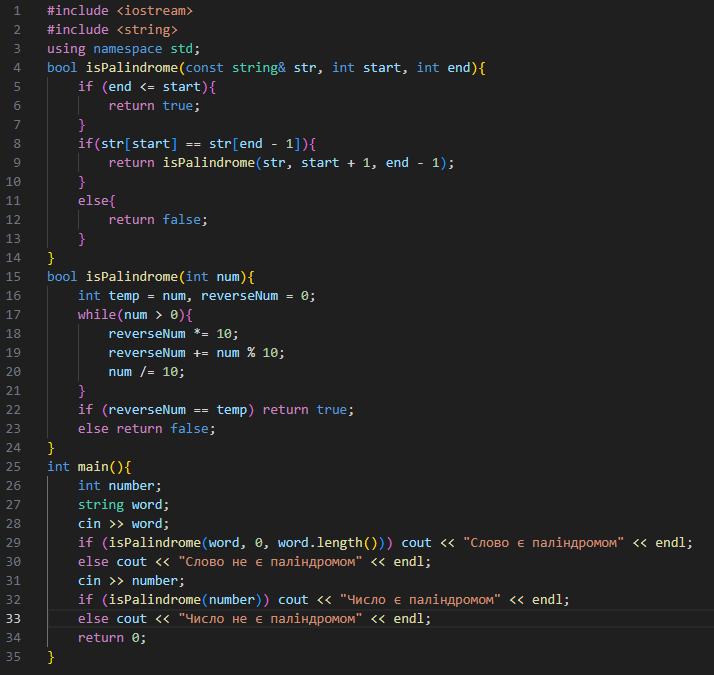 1 #include <iostream>
2 #include <string>
3 using namespace std;
4 bool isPalindrome(const string& str, int start, int end){
5     if (end <= start){
6         return true;
7     }
8     if(str[start] == str[end - 1]){
9         return isPalindrome(str, start + 1, end - 1);
10     }
11     else{
12         return false;
13     }
14 }
15 bool isPalindrome(int num){
16     int temp = num, reverseNum = 0;
17     while(num > 0){
18         reverseNum *= 10;
19         reverseNum += num % 10;
20         num /= 10;
21     }
22     if (reverseNum == temp) return true;
23     else return false;
24 }
25 int main(){
26     int number;
27     string word;
28     cin >> word;
29     if (isPalindrome(word, 0, word.length())) cout << "Слово є паліндромом" << endl;
30     else cout << "Слово не є паліндромом" << endl;
31     cin >> number;
32     if (isPalindrome(number)) cout << "Число є паліндромом" << endl;
33     else cout << "Число не є паліндромом" << endl;
34     return 0;
35 }